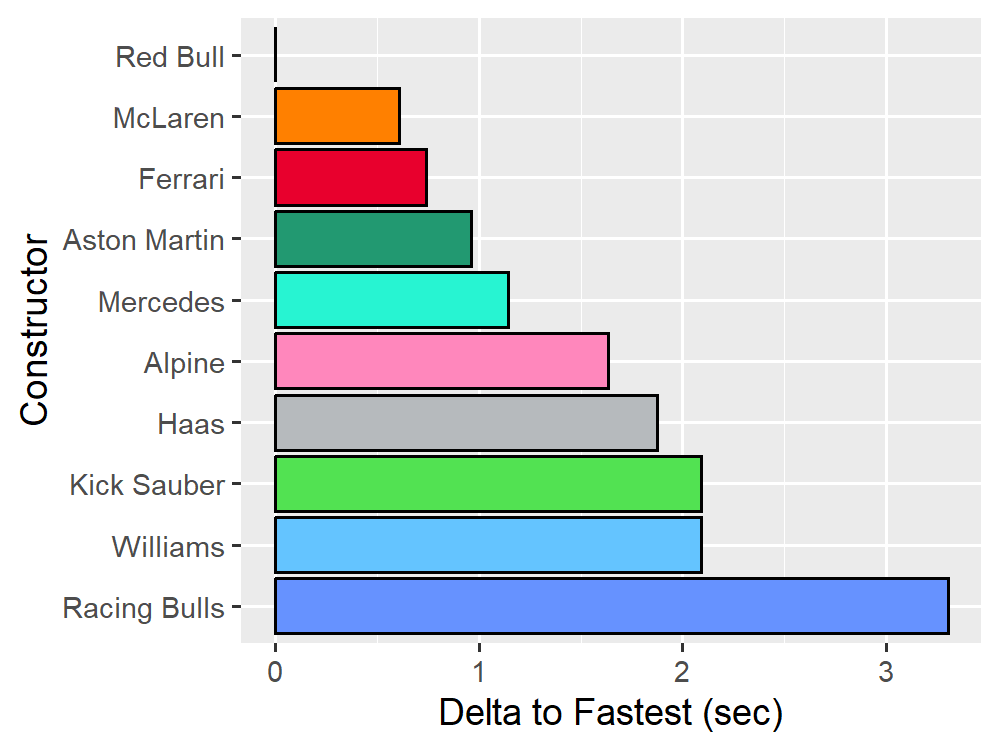 Red Bull
McLaren
Ferrari
Aston Martin
Mercedes
Alpine
Haas
Kick Sauber
Williams
Racing Bulls
Constructor
0 1 2 3
Delta to Fastest (sec)